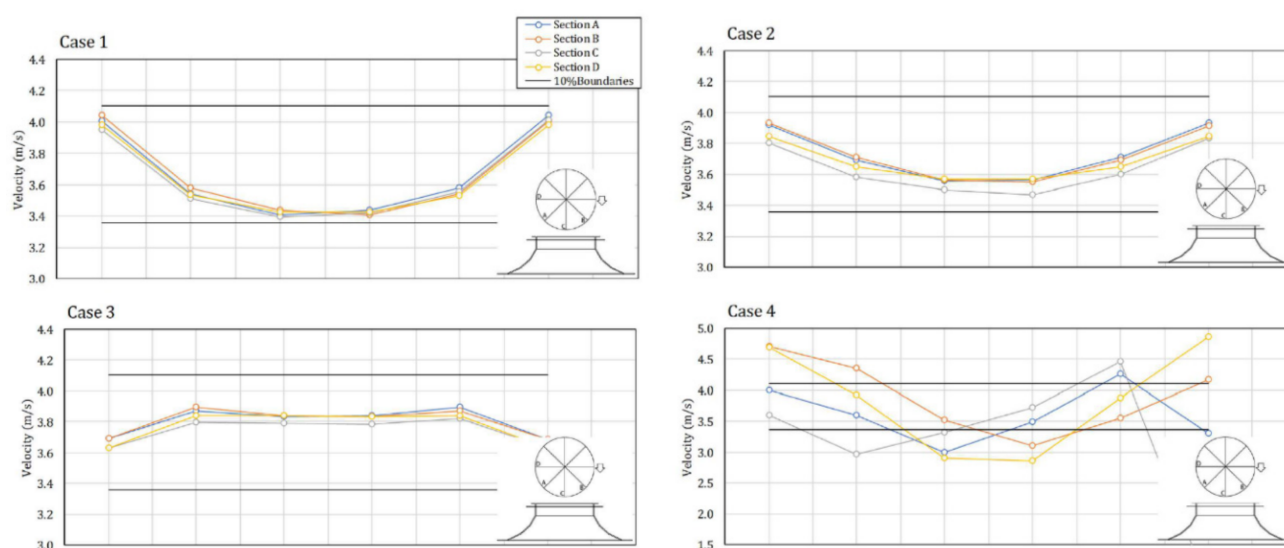 Case 1
Section A
Section B
Section C
Section D
10%Boundaries
Velocity (m/s)
4.4
4.2
4.0
3.8
3.6
3.4
3.2
3.0
D
A
C
B
Case 2
Velocity (m/s)
4.4
4.2
4.0
3.8
3.6
3.4
3.2
3.0
D
A
C
B
Case 3
Velocity (m/s)
4.4
4.2
4.0
3.8
3.6
3.4
3.2
3.0
D
A
C
B
Case 4
Velocity (m/s)
5.0
4.5
4.0
3.5
3.0
2.5
2.0
1.5
D
A
C
B